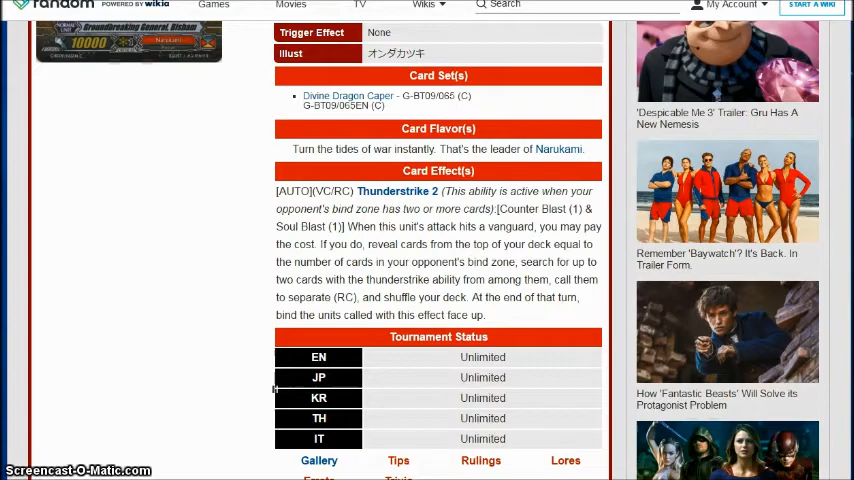 fandom POWERED BY wikia Games Movies TV Wikis Search My Account START A WIKI
NORMAL UNIT Groundbreaking General, Bisham
10000 Narukami
Trigger Effect None
Illust オンダカツキ
Card Set(s)
Divine Dragon Caper - G-BT09/065 (C)
G-BT09/065EN (C)
Card Flavor(s)
Turn the tides of war instantly. That's the leader of Narukami.
Card Effect(s)
[AUTO](VC/RC) Thunderstrike 2 (This ability is active when your
opponent's bind zone has two or more cards):[Counter Blast (1) &
Soul Blast (1)] When this unit's attack hits a vanguard, you may pay
the cost. If you do, reveal cards from the top of your deck equal to
the number of cards in your opponent's bind zone, search for up to
two cards with the thunderstrike ability from among them, call them
to separate (RC), and shuffle your deck. At the end of that turn,
bind the units called with this effect face up.
Tournament Status
EN Unlimited
JP Unlimited
KR Unlimited
TH Unlimited
IT Unlimited
Gallery Tips Rulings Lores
Errata Trivia
'Despicable Me 3' Trailer: Gru Has A
New Nemesis
Remember 'Baywatch'? It's Back. In
Trailer Form.
How 'Fantastic Beasts' Will Solve its
Protagonist Problem
Screencast-O-Matic.com